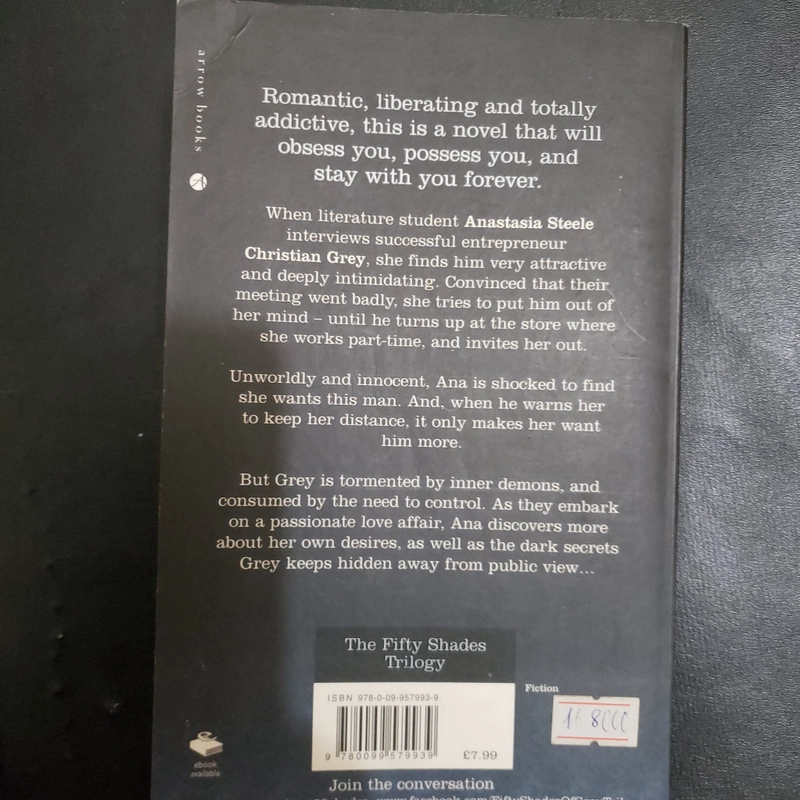 arrow books
Romantic, liberating and totally
addictive, this is a novel that will
obsess you, possess you, and
stay with you forever.
When literature student Anastasia Steele
interviews successful entrepreneur
Christian Grey, she finds him very attractive
and deeply intimidating. Convinced that their
meeting went badly, she tries to put him out of
her mind – until he turns up at the store where
she works part-time, and invites her out.
Unworldly and innocent, Ana is shocked to find
she wants this man. And, when he warns her
to keep her distance, it only makes her want
him more.
But Grey is tormented by inner demons, and
consumed by the need to control. As they embark
on a passionate love affair, Ana discovers more
about her own desires, as well as the dark secrets
Grey keeps hidden away from public view...
The Fifty Shades
Trilogy
Fiction
ISBN 978-0-09-957993-9
9 780099 579939
£7.99
ebook
available
Join the conversation